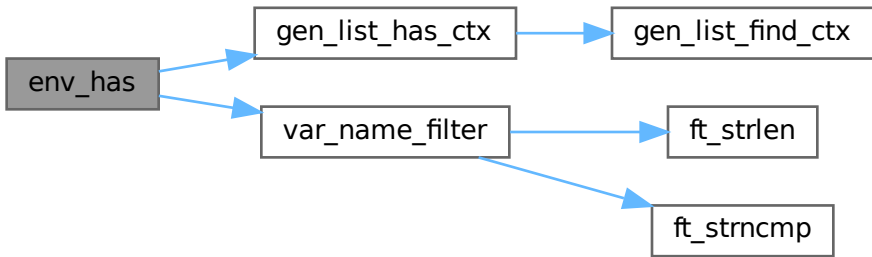 env_has
gen_list_has_ctx
gen_list_find_ctx
var_name_filter
ft_strlen
ft_strncmp